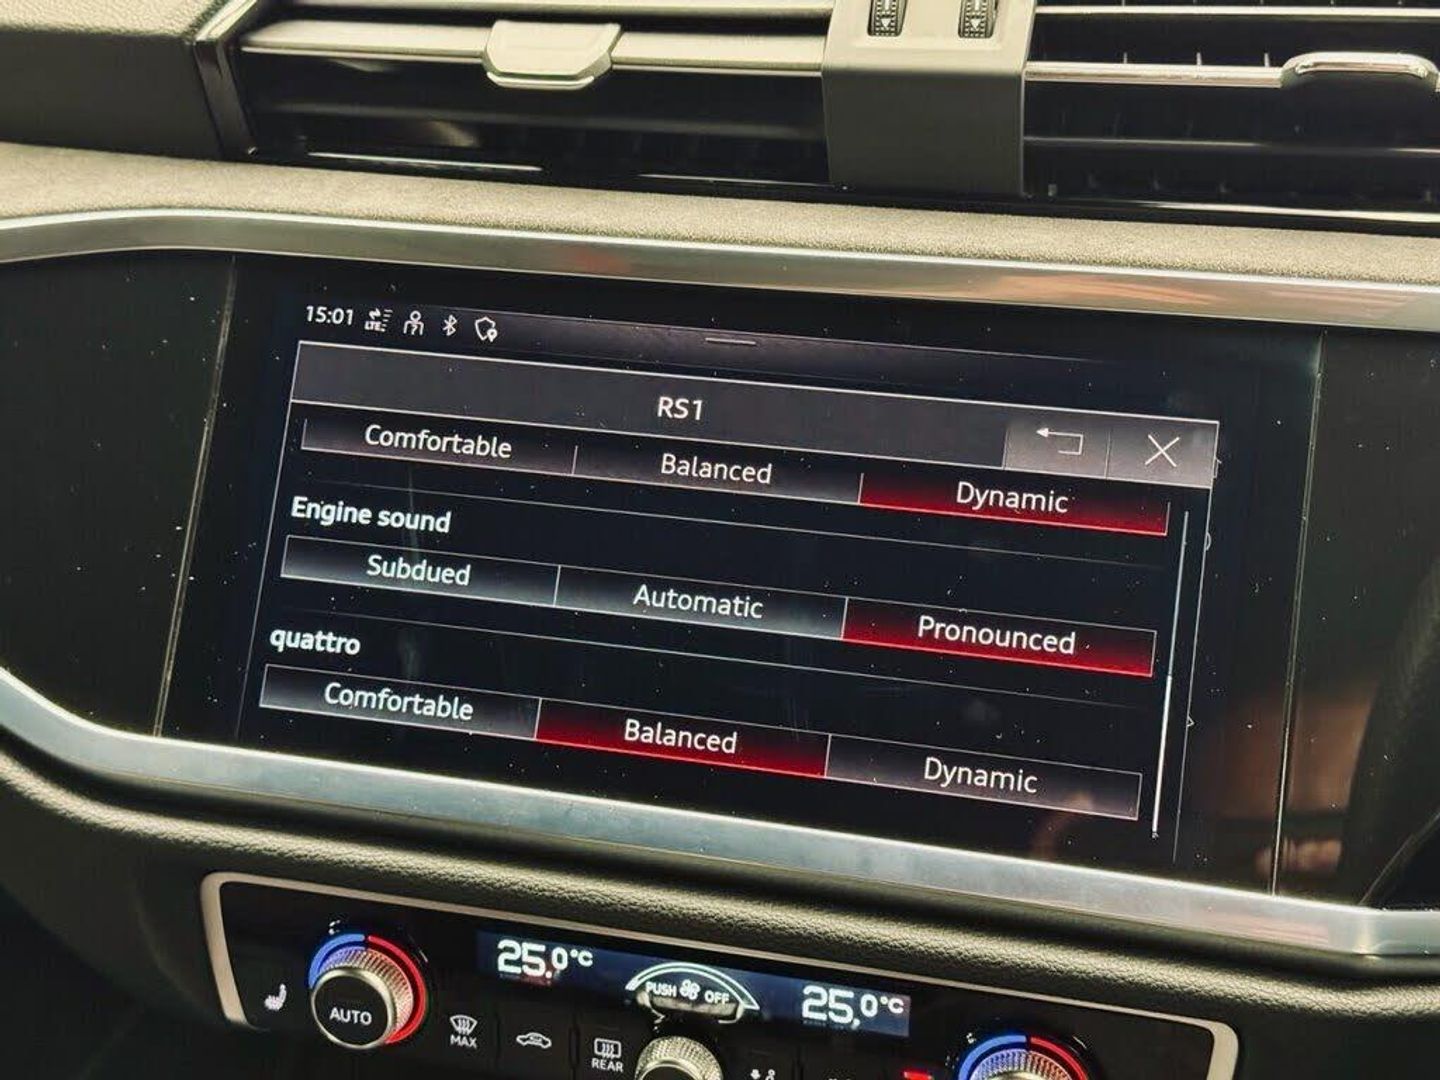 15:01 LTE
RS1
Comfortable Balanced Dynamic
Engine sound
Subdued Automatic Pronounced
quattro
Comfortable Balanced Dynamic
25.0°C PUSH OFF 25,0°C
AUTO
MAX
REAR